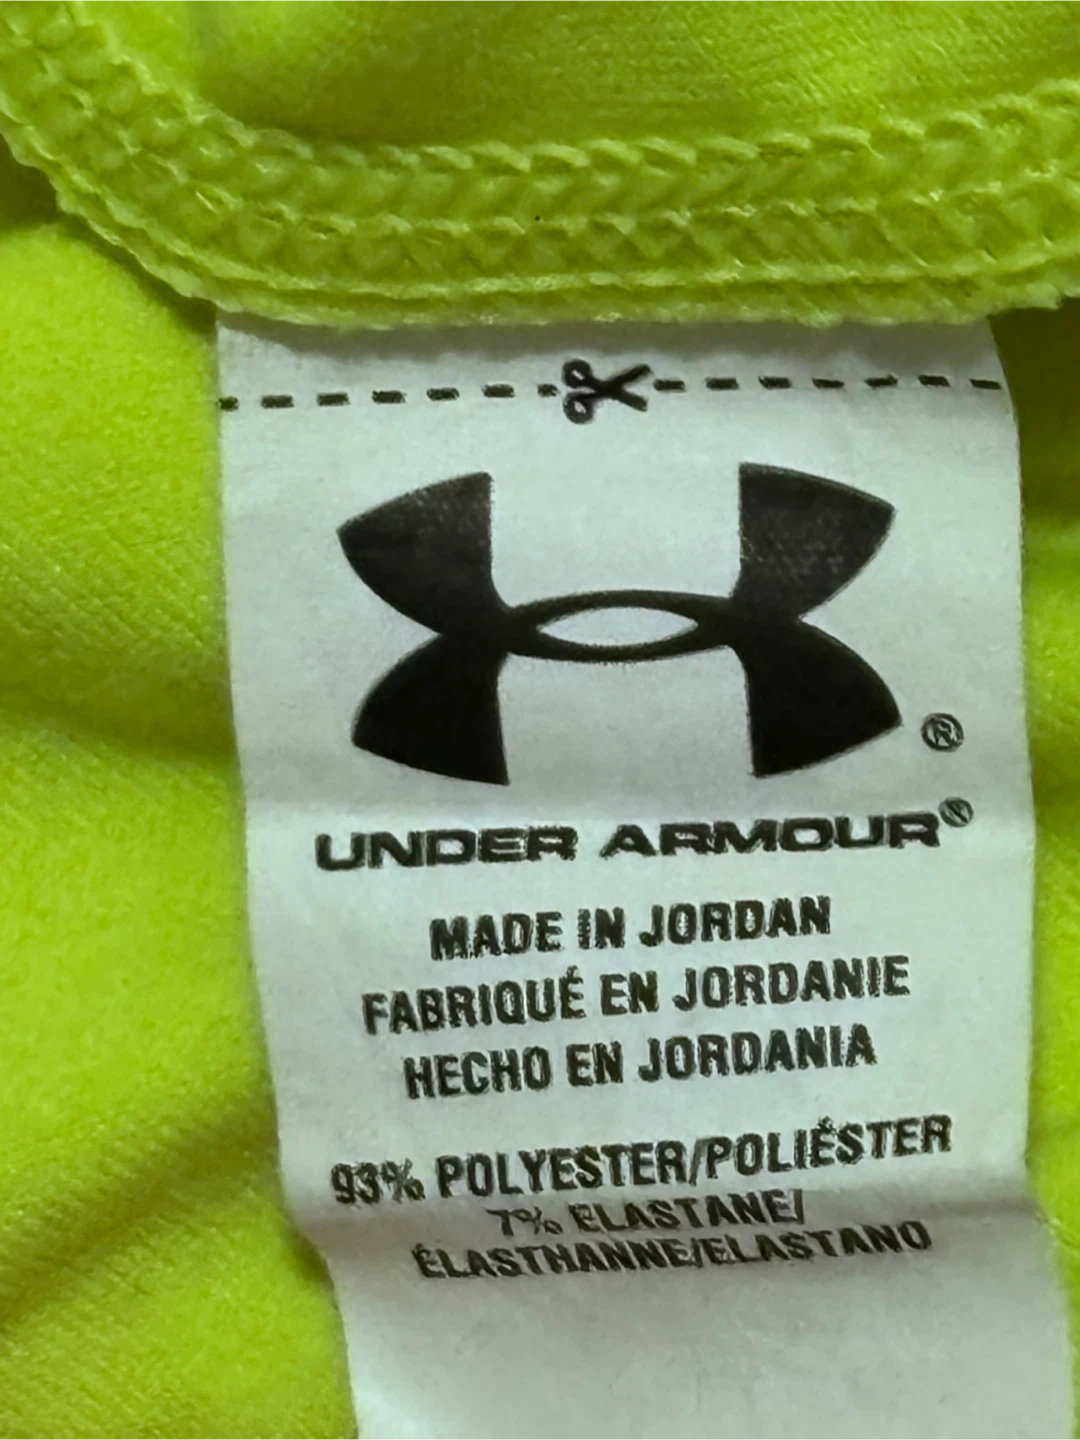 ®
UNDER ARMOUR®
MADE IN JORDAN
FABRIQUÉ EN JORDANIE
HECHO EN JORDANIA
93% POLYESTER/POLIÉSTER
7% ELASTANE/
ÉLASTHANNE/ELASTANO